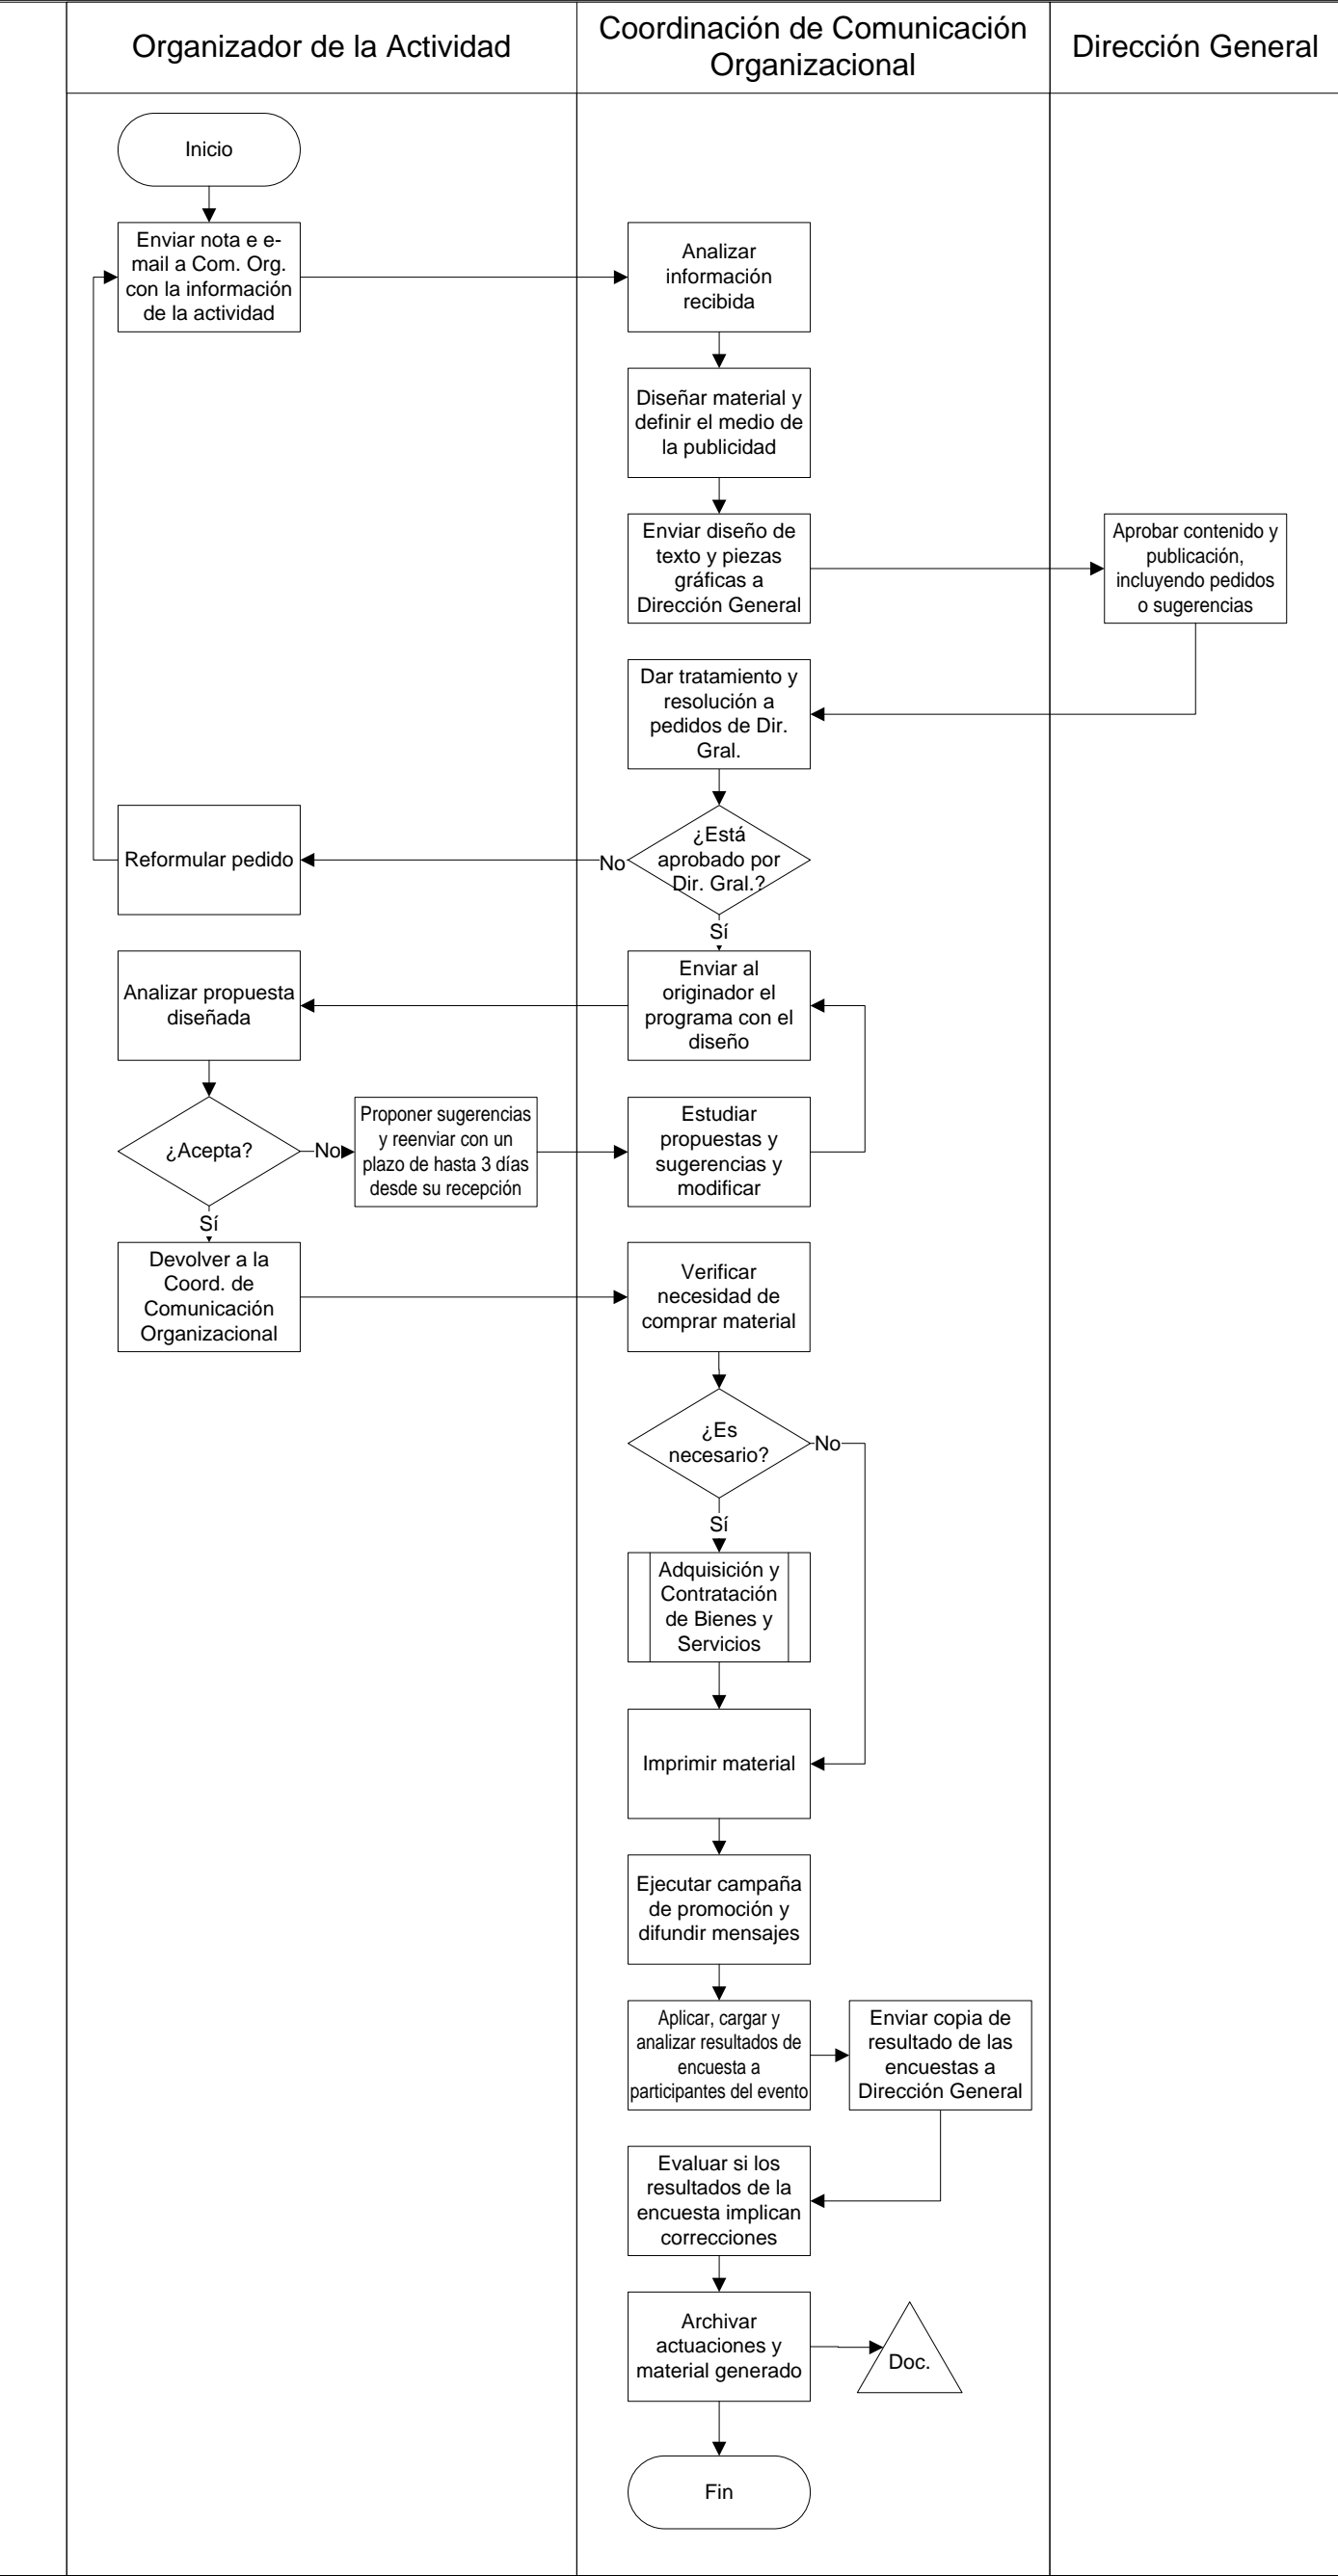 Organizador de la Actividad
Coordinación de Comunicación
Organizacional
Dirección General
Inicio
Enviar nota e e-
mail a Com. Org.
con la información
de la actividad
Analizar
información
recibida
Diseñar material y
definir el medio de
la publicidad
Enviar diseño de
texto y piezas
gráficas a
Dirección General
Aprobar contenido y
publicación,
incluyendo pedidos
o sugerencias
Dar tratamiento y
resolución a
pedidos de Dir.
Gral.
¿Está
aprobado por
Dir. Gral.?
No
Reformular pedido
Sí
Enviar al
originador el
programa con el
diseño
Analizar propuesta
diseñada
¿Acepta?
No
Proponer sugerencias
y reenviar con un
plazo de hasta 3 días
desde su recepción
Estudiar
propuestas y
sugerencias y
modificar
Sí
Devolver a la
Coord. de
Comunicación
Organizacional
Verificar
necesidad de
comprar material
¿Es
necesario?
No
Sí
Adquisición y
Contratación
de Bienes y
Servicios
Imprimir material
Ejecutar campaña
de promoción y
difundir mensajes
Aplicar, cargar y
analizar resultados de
encuesta a
participantes del evento
Enviar copia de
resultado de las
encuestas a
Dirección General
Evaluar si los
resultados de la
encuesta implican
correcciones
Archivar
actuaciones y
material generado
Doc.
Fin